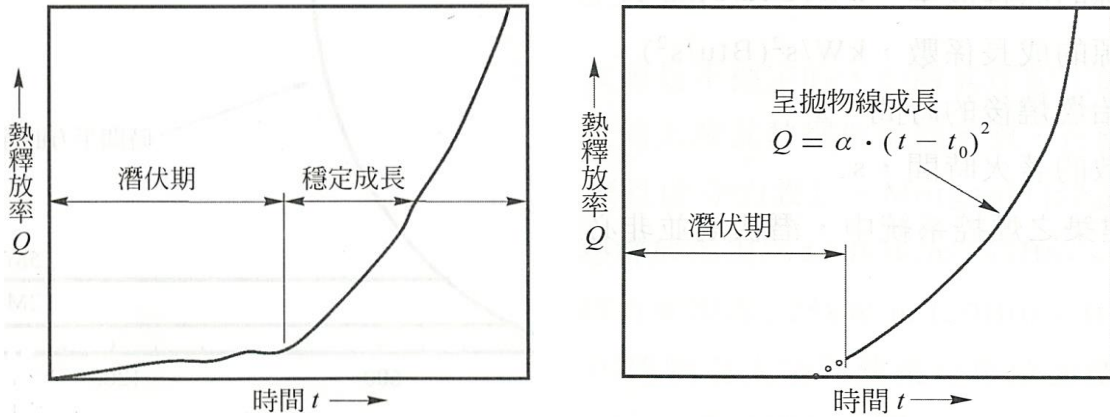 熱釋放率 Q
潛伏期
穩定成長
時間 t
呈拋物線成長
Q = α · (t − t₀)²
熱釋放率 Q
潛伏期
時間 t